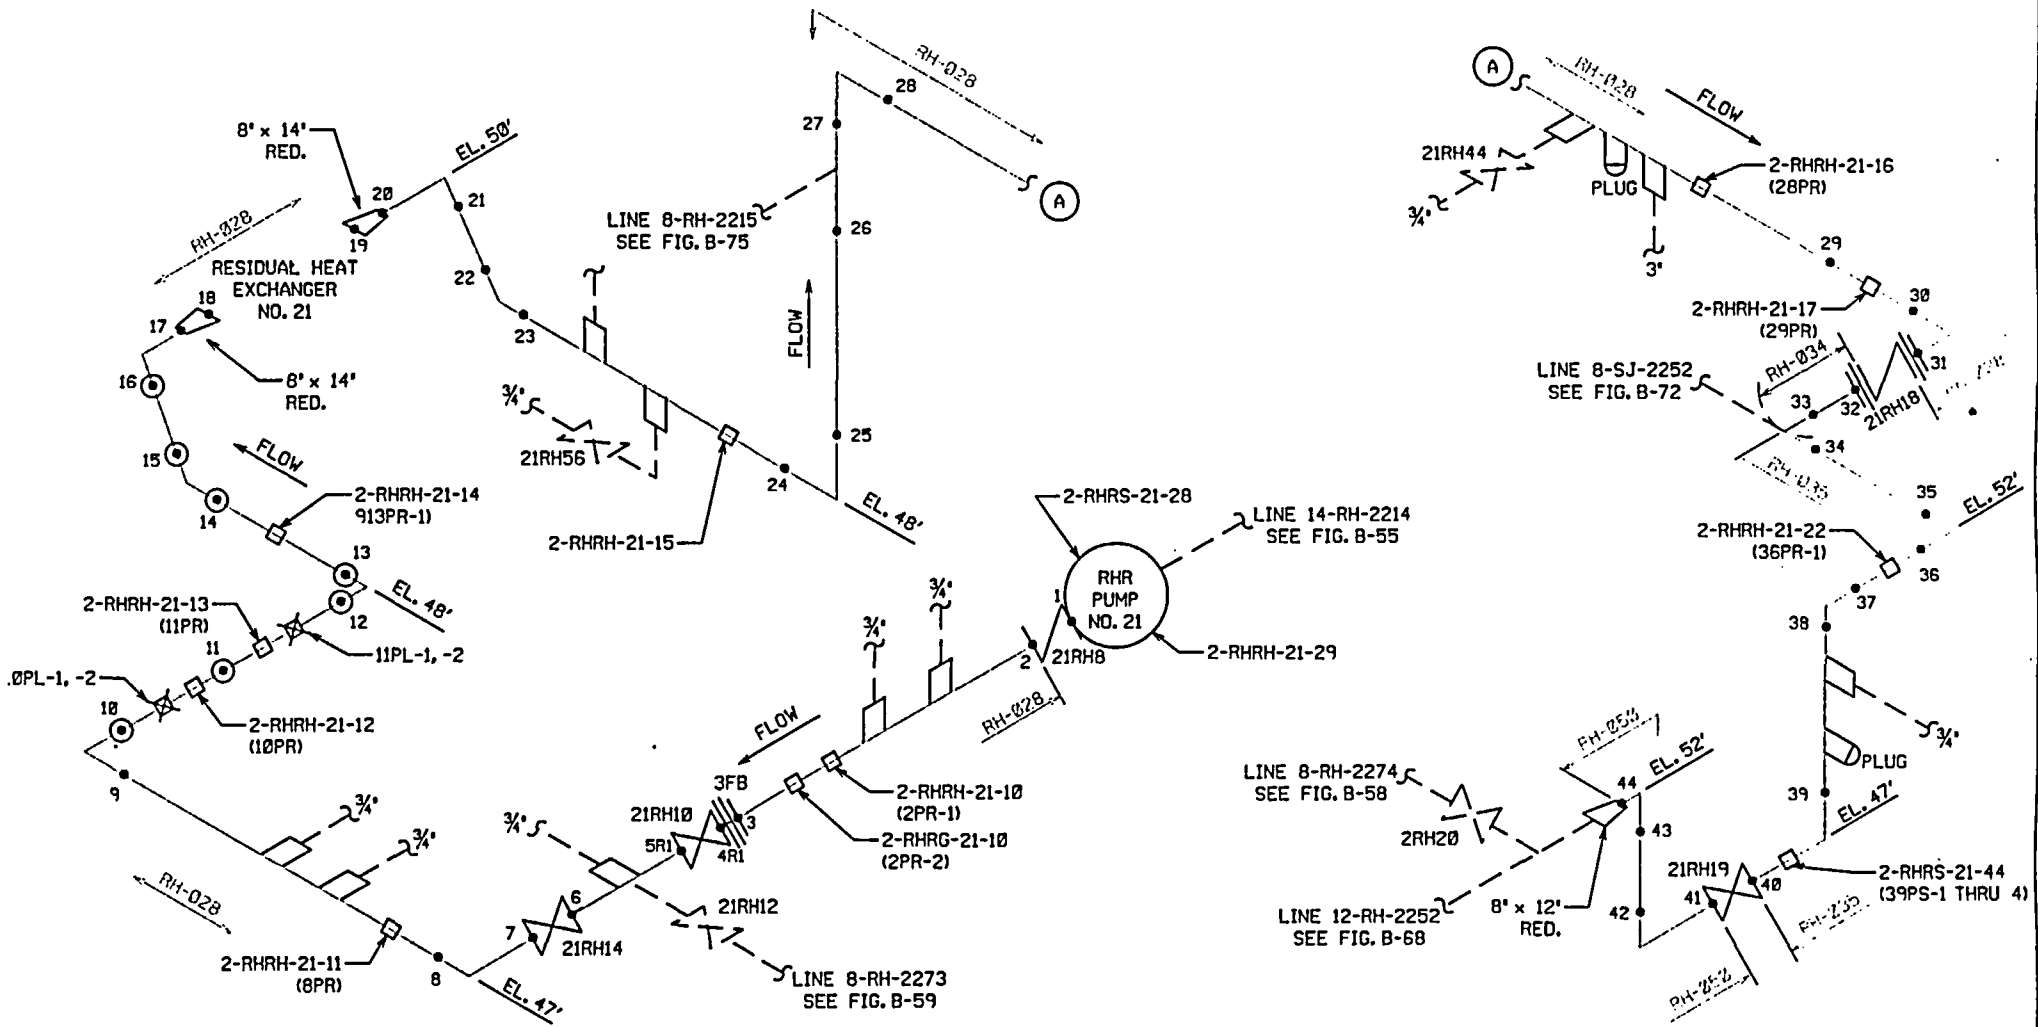 RH-028
28
27
8" x 14"
RED.
EL. 50'
20
21
19
RH-028
LINE 8-RH-2215
SEE FIG. B-75
26
A
RESIDUAL HEAT
EXCHANGER
NO. 21
18
17
22
23
FLOW
8" x 14"
RED.
16
3/4"
25
15
FLOW
21RH56
24
2-RHRH-21-14
913PR-1)
14
2-RHRH-21-15
EL. 48'
13
2-RHRH-21-13
(11PR)
EL. 48'
12
11
11PL-1, -2
.0PL-1, -2
10
2-RHRH-21-12
(10PR)
9
3/4"
3/4"
RH-028
2-RHRH-21-11
(8PR)
8
EL. 47'
7
6
21RH14
21RH12
LINE 8-RH-2273
SEE FIG. B-59
3/4"
21RH10
5R1
4R1
3FB
3
FLOW
2-RHRH-21-10
(2PR-1)
2-RHRG-21-10
(2PR-2)
3/4"
3/4"
2
1
21RH8
RH-028
2-RHRS-21-28
RHR
PUMP
NO. 21
LINE 14-RH-2214
SEE FIG. B-55
2-RHRH-21-29
A
RH-028
FLOW
21RH44
3/4"
PLUG
3"
2-RHRH-21-16
(28PR)
29
2-RHRH-21-17
(29PR)
30
31
RH-034
LINE 8-SJ-2252
SEE FIG. B-72
33
32
21RH18
34
RH-035
35
EL. 52'
2-RHRH-21-22
(36PR-1)
36
37
38
3/4"
PLUG
39
EL. 47'
2-RHRS-21-44
(39PS-1 THRU 4)
21RH19
40
41
RH-050
EL. 52'
44
43
42
LINE 8-RH-2274
SEE FIG. B-58
2RH20
8" x 12"
RED.
LINE 12-RH-2252
SEE FIG. B-68